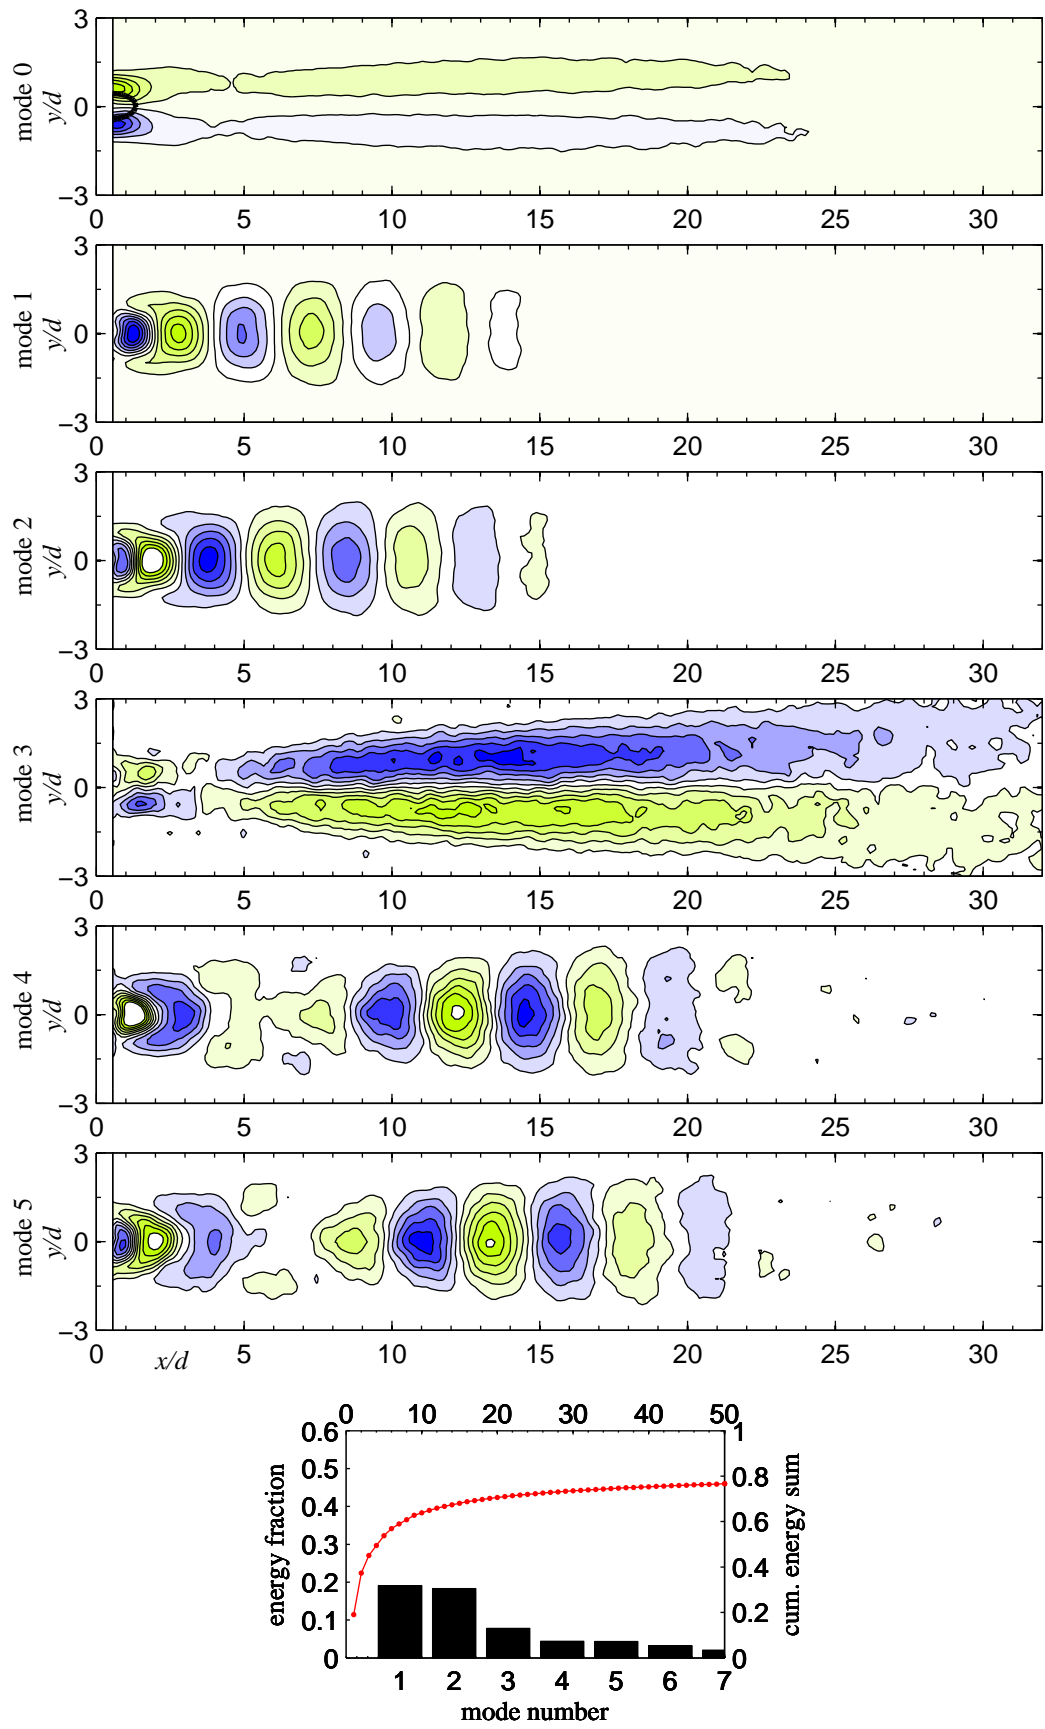 mode 0
y/d
3
0
−3
0 5 10 15 20 25 30
mode 1
y/d
3
0
−3
0 5 10 15 20 25 30
mode 2
y/d
3
0
−3
0 5 10 15 20 25 30
mode 3
y/d
3
0
−3
0 5 10 15 20 25 30
mode 4
y/d
3
0
−3
0 5 10 15 20 25 30
mode 5
y/d
3
0
−3
0 5 10 15 20 25 30
x/d
0 10 20 30 40 50
energy fraction
0.6
0.5
0.4
0.3
0.2
0.1
0
cum. energy sum
1
0.8
0.6
0.4
0.2
0
1 2 3 4 5 6 7
mode number